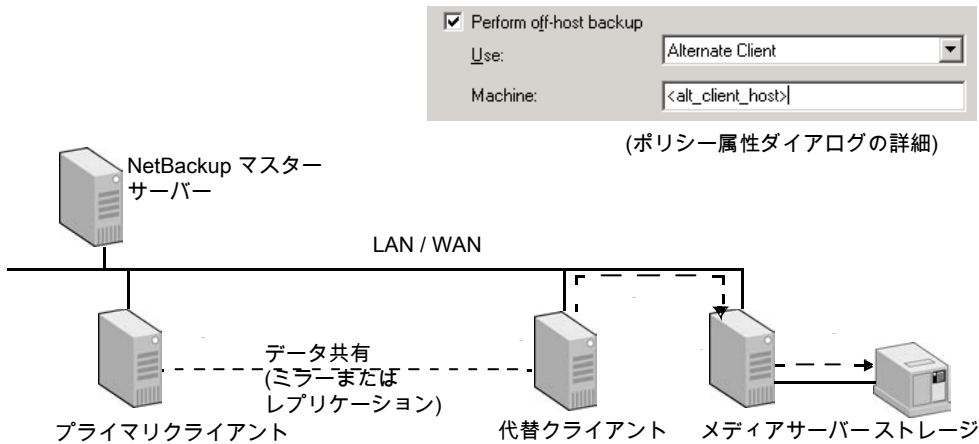 Perform off-host backup
Use:
Alternate Client
Machine:
<alt_client_host>
(ポリシー属性ダイアログの詳細)
NetBackup マスター
サーバー
LAN / WAN
データ共有
(ミラーまたは
レプリケーション)
プライマリクライアント
代替クライアント
メディアサーバー
ストレージ